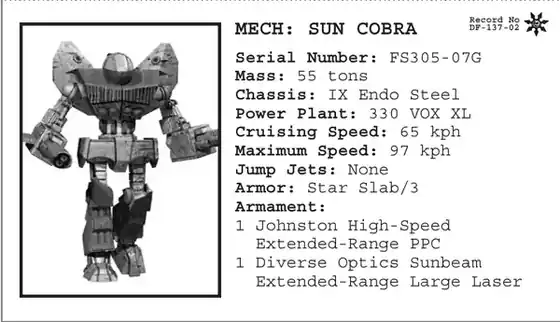 MECH: SUN COBRA
Record No
DF-137-02
Serial Number: FS305-07G
Mass: 55 tons
Chassis: IX Endo Steel
Power Plant: 330 VOX XL
Cruising Speed: 65 kph
Maximum Speed: 97 kph
Jump Jets: None
Armor: Star Slab/3
Armament:
1 Johnston High-Speed
Extended-Range PPC
1 Diverse Optics Sunbeam
Extended-Range Large Laser